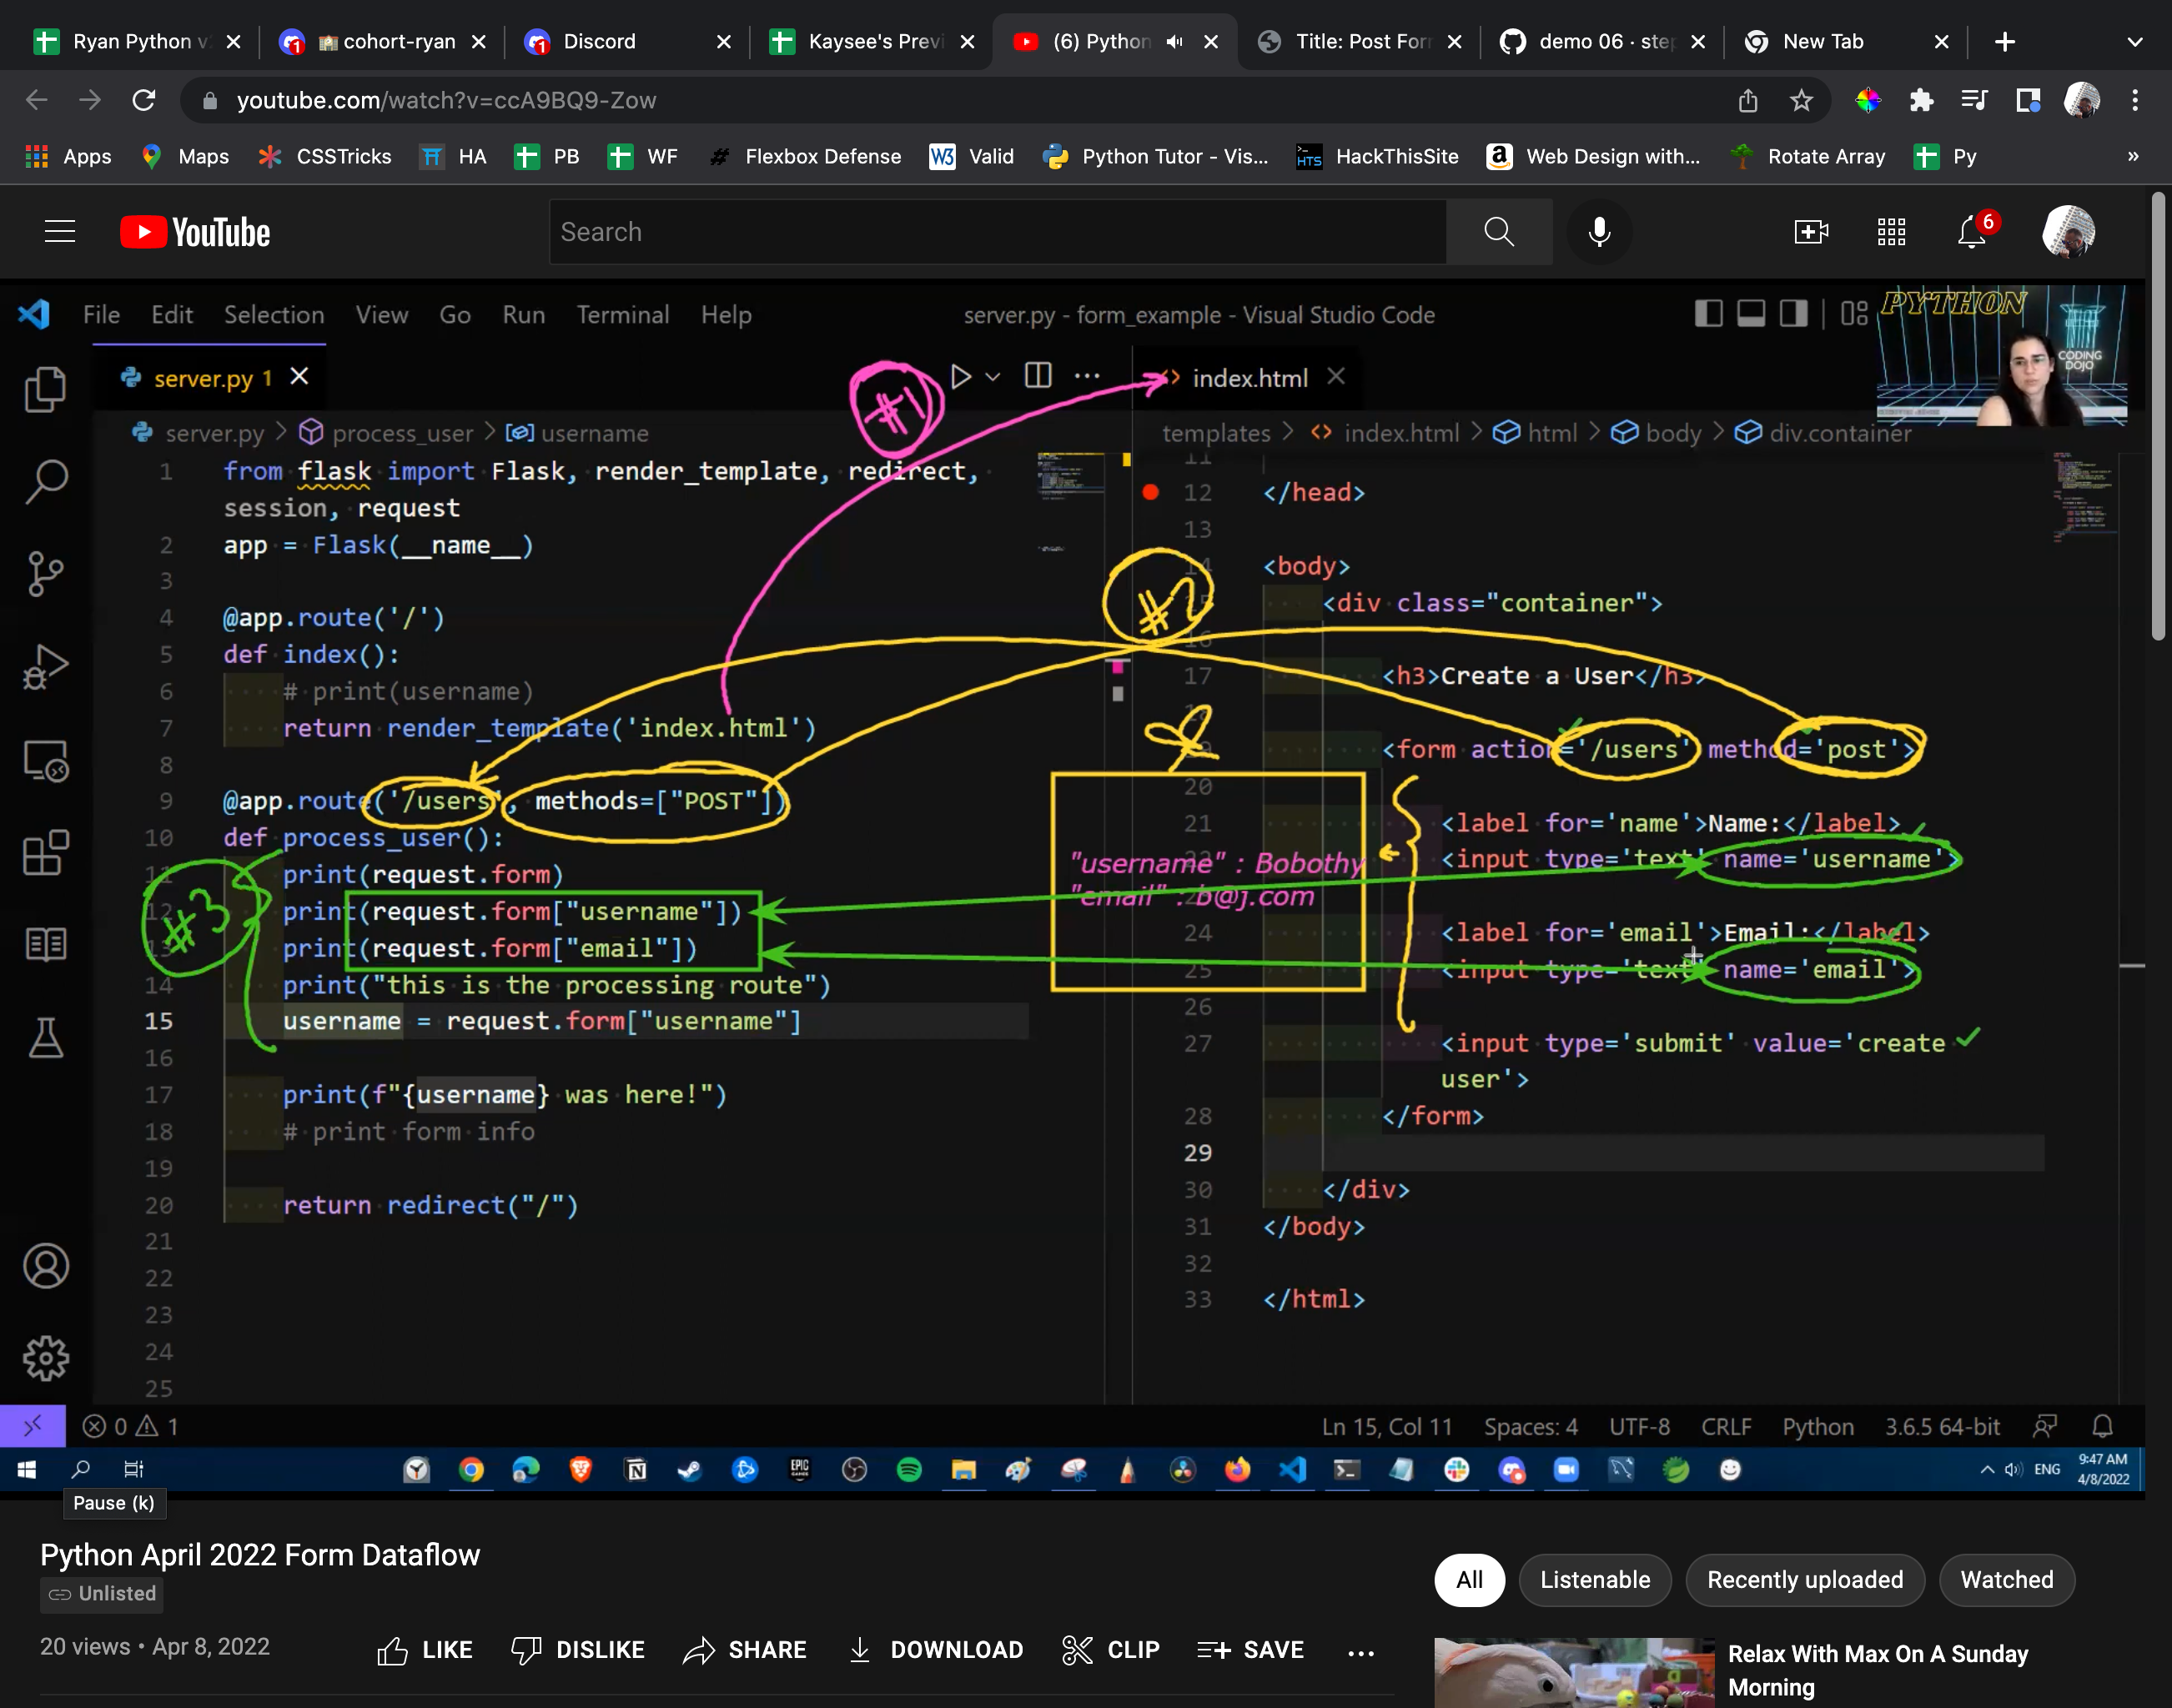 Ryan Python v
cohort-ryan
Discord
Kaysee's Previ
(6) Python
Title: Post For
demo 06 · ste
New Tab
youtube.com/watch?v=ccA9BQ9-Zow
Apps
Maps
CSSTricks
HA
PB
WF
Flexbox Defense
Valid
Python Tutor - Vis...
HackThisSite
Web Design with...
Rotate Array
Py
»
YouTube
Search
6
File Edit Selection View Go Run Terminal Help
server.py - form_example - Visual Studio Code
PYTHON
CODING
DOJO
server.py 1
#1
server.py > process_user > username
1 from flask import Flask, render_template, redirect,
session, request
2 app = Flask(__name__)
3
4 @app.route('/')
5 def index():
6 # print(username)
7 return render_template('index.html')
8
9 @app.route('/users', methods=["POST"])
10 def process_user():
11 print(request.form)
12 print(request.form["username"])
13 print(request.form["email"])
14 print("this is the processing route")
15 username = request.form["username"]
16
17 print(f"{username} was here!")
18 # print form info
19
20 return redirect("/")
21
22
23
24
25
#3
index.html
templates > index.html > html > body > div.container
11
12 </head>
13
14 <body>
15 <div class="container">
16
17 <h3>Create a User</h3>
<form action='/users' method='post'>
20
21 <label for='name'>Name:</label>
<input type='text' name='username'>
24 <label for='email'>Email:</label>
25 <input type='text' name='email'>
26
27 <input type='submit' value='create
user'>
28 </form>
29
30 </div>
31 </body>
32
33 </html>
#2
"username" : Bobothy
"email" : b@j.com
0 1
Ln 15, Col 11 Spaces: 4 UTF-8 CRLF Python 3.6.5 64-bit
EPIC
ENG
9:47 AM
4/8/2022
Pause (k)
Python April 2022 Form Dataflow
Unlisted
20 views • Apr 8, 2022
LIKE
DISLIKE
SHARE
DOWNLOAD
CLIP
SAVE
All
Listenable
Recently uploaded
Watched
Relax With Max On A Sunday
Morning